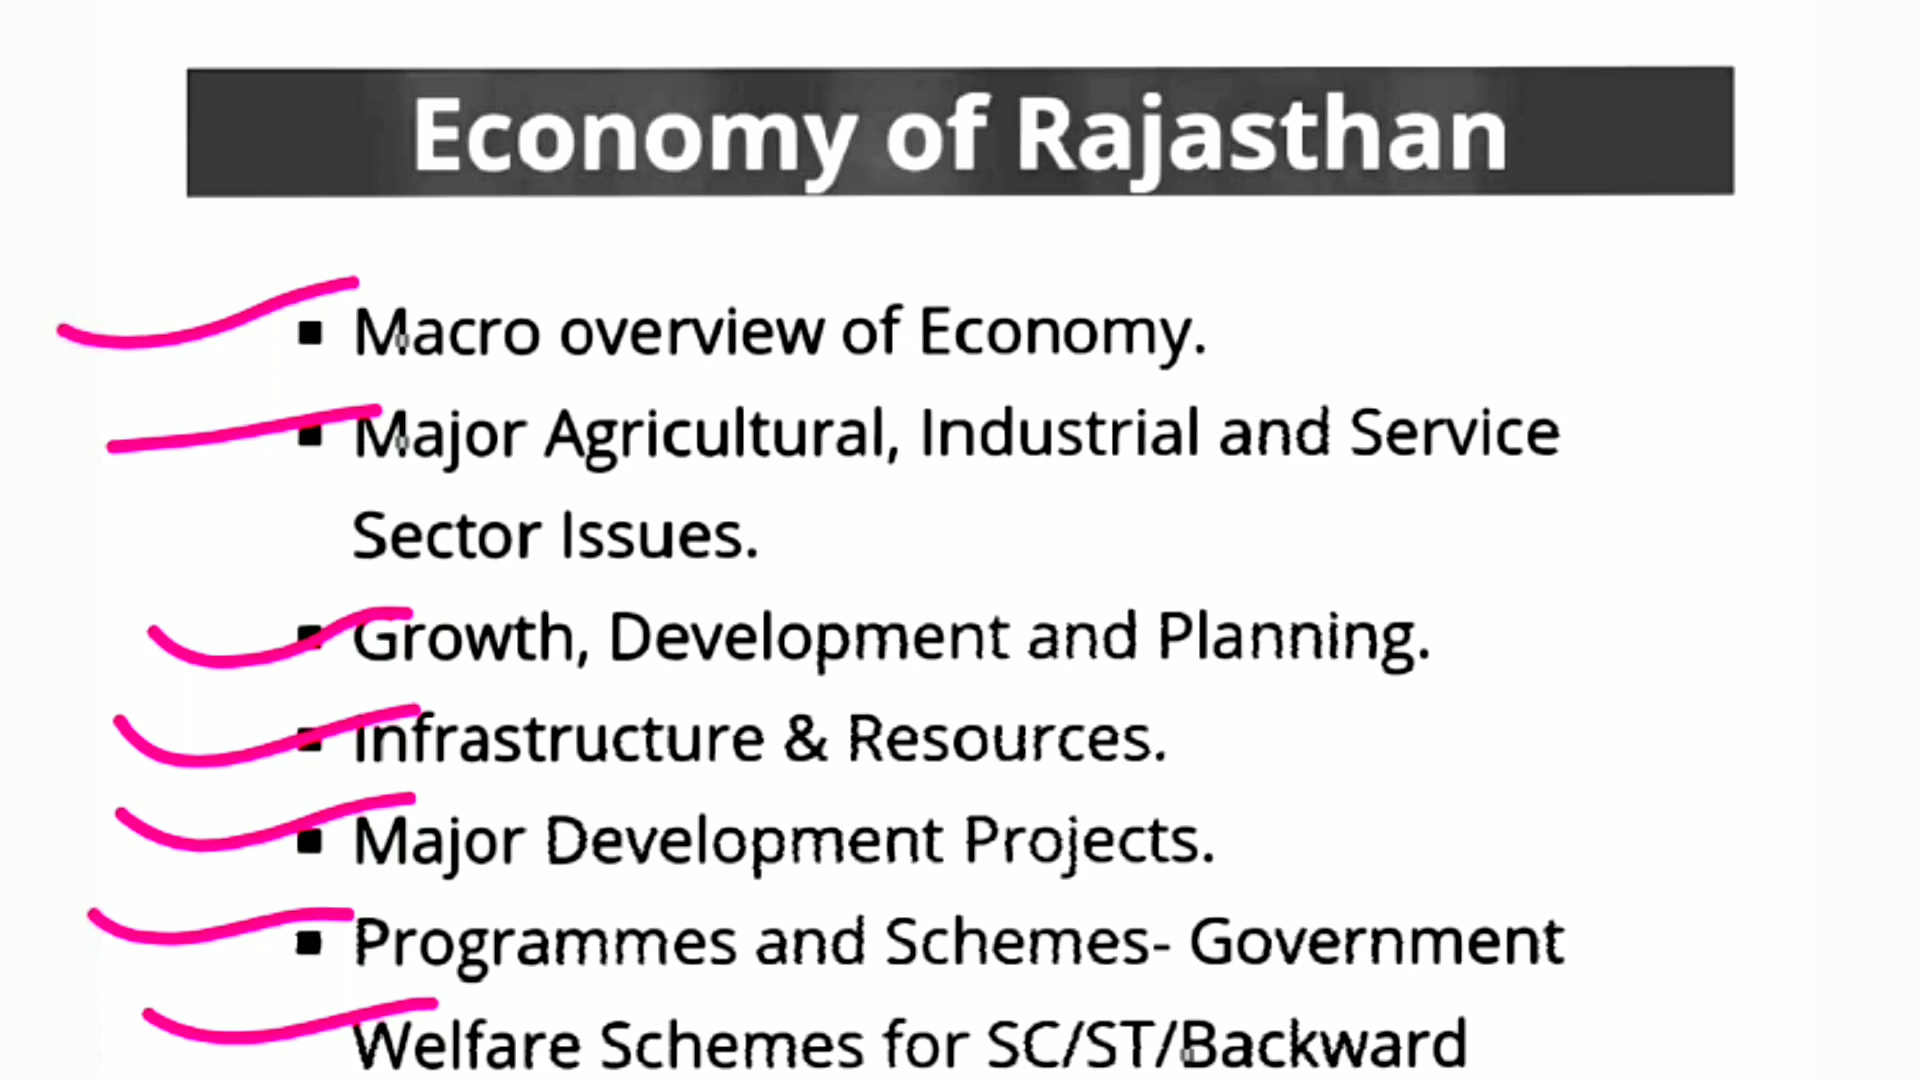 Economy of Rajasthan
▪ Macro overview of Economy.
▪ Major Agricultural, Industrial and Service
Sector Issues.
▪ Growth, Development and Planning.
▪ Infrastructure & Resources.
▪ Major Development Projects.
▪ Programmes and Schemes- Government
Welfare Schemes for SC/ST/Backward